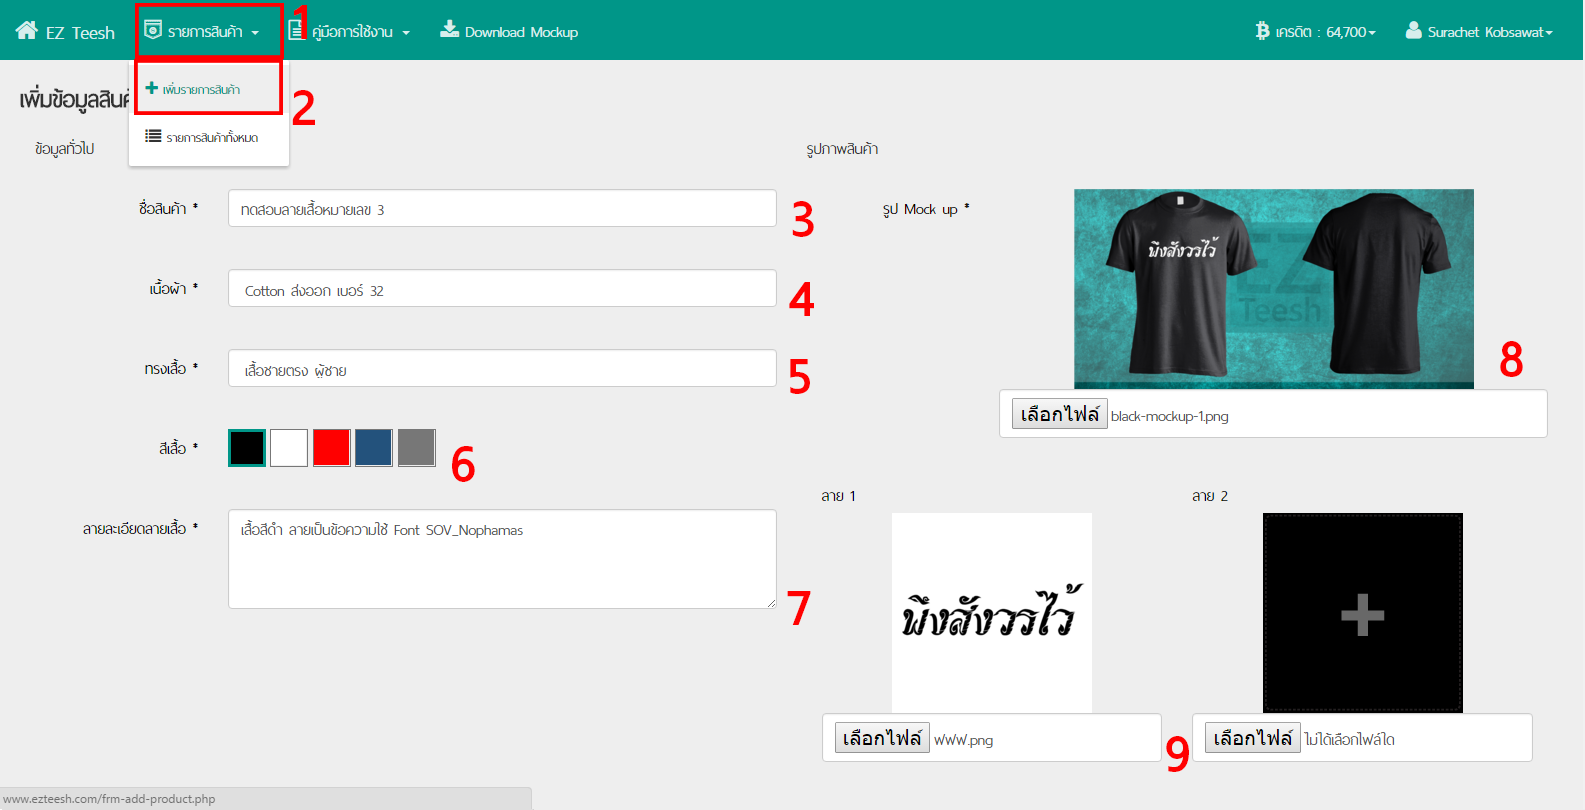 EZ Teesh
รายการสินค้า
1
คู่มือการใช้งาน
Download Mockup
เครดิต : 64,700
Surachet Kobsawat
เพิ่มรายการสินค้า
2
รายการสินค้าทั้งหมด
เพิ่มข้อมูลสินค้
ข้อมูลทั่วไป
รูปภาพสินค้า
ชื่อสินค้า *
ทดสอบลายเสื้อหมายเลข 3
3
เนื้อผ้า *
Cotton ส่งออก เบอร์ 32
4
ทรงเสื้อ *
เสื้อชายตรง ผู้ชาย
5
สีเสื้อ *
6
ลายละเอียดลายเสื้อ *
เสื้อสีดำ ลายเป็นข้อความใช้ Font SOV_Nophamas
7
รูป Mock up *
พึงสังวรไว้
EZ
Teesh
8
เลือกไฟล์ black-mockup-1.png
ลาย 1
ลาย 2
พึงสังวรไว้
เลือกไฟล์ WWW.png
9
เลือกไฟล์ ไม่ได้เลือกไฟล์ใด
www.ezteesh.com/frm-add-product.php